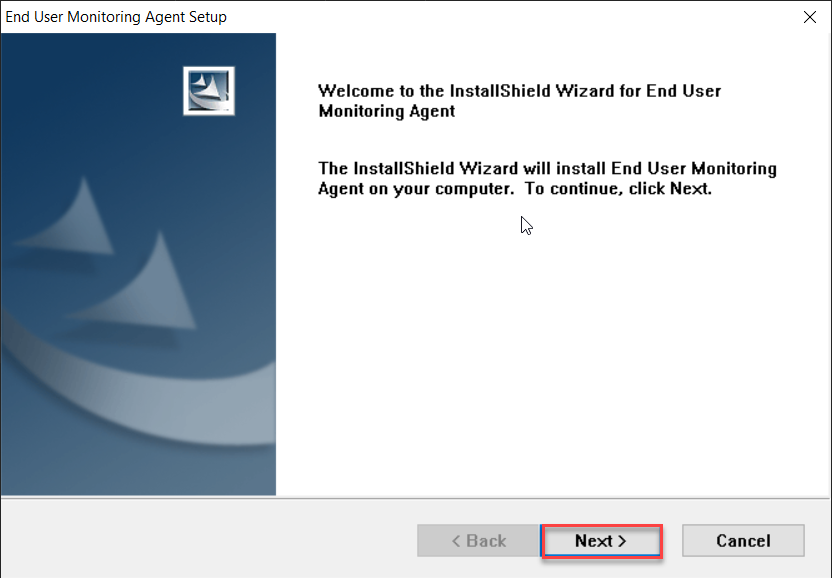 End User Monitoring Agent Setup
Welcome to the InstallShield Wizard for End User
Monitoring Agent
The InstallShield Wizard will install End User Monitoring
Agent on your computer.  To continue, click Next.
< Back
Next >
Cancel